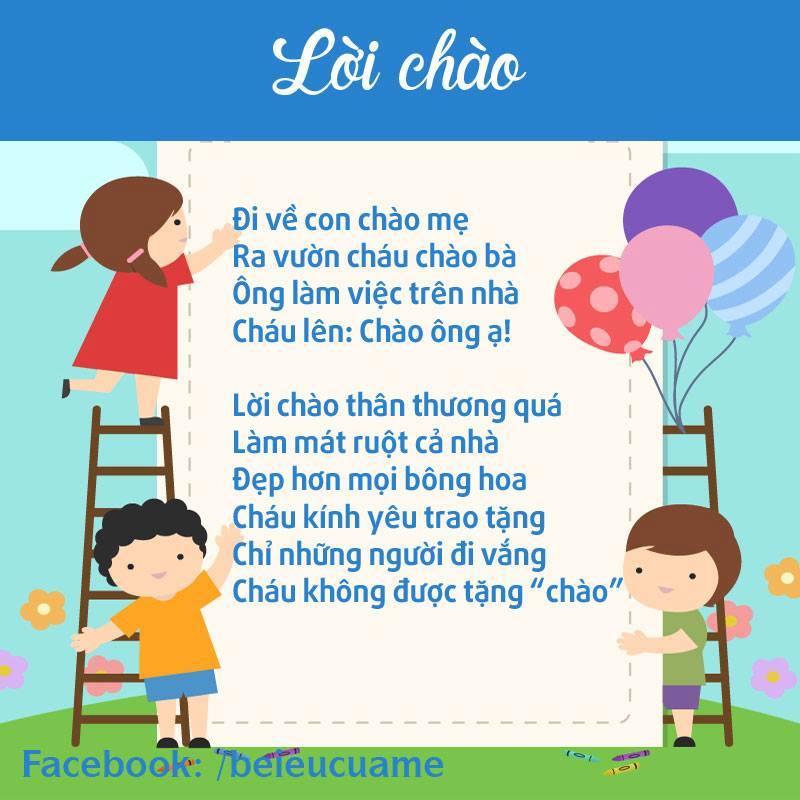 Lời chào
Đi về con chào mẹ
Ra vườn cháu chào bà
Ông làm việc trên nhà
Cháu lên: Chào ông ạ!
Lời chào thân thương quá
Làm mát ruột cả nhà
Đẹp hơn mọi bông hoa
Cháu kính yêu trao tặng
Chỉ những người đi vắng
Cháu không được tặng “chào”
Facebook: /beieucuame